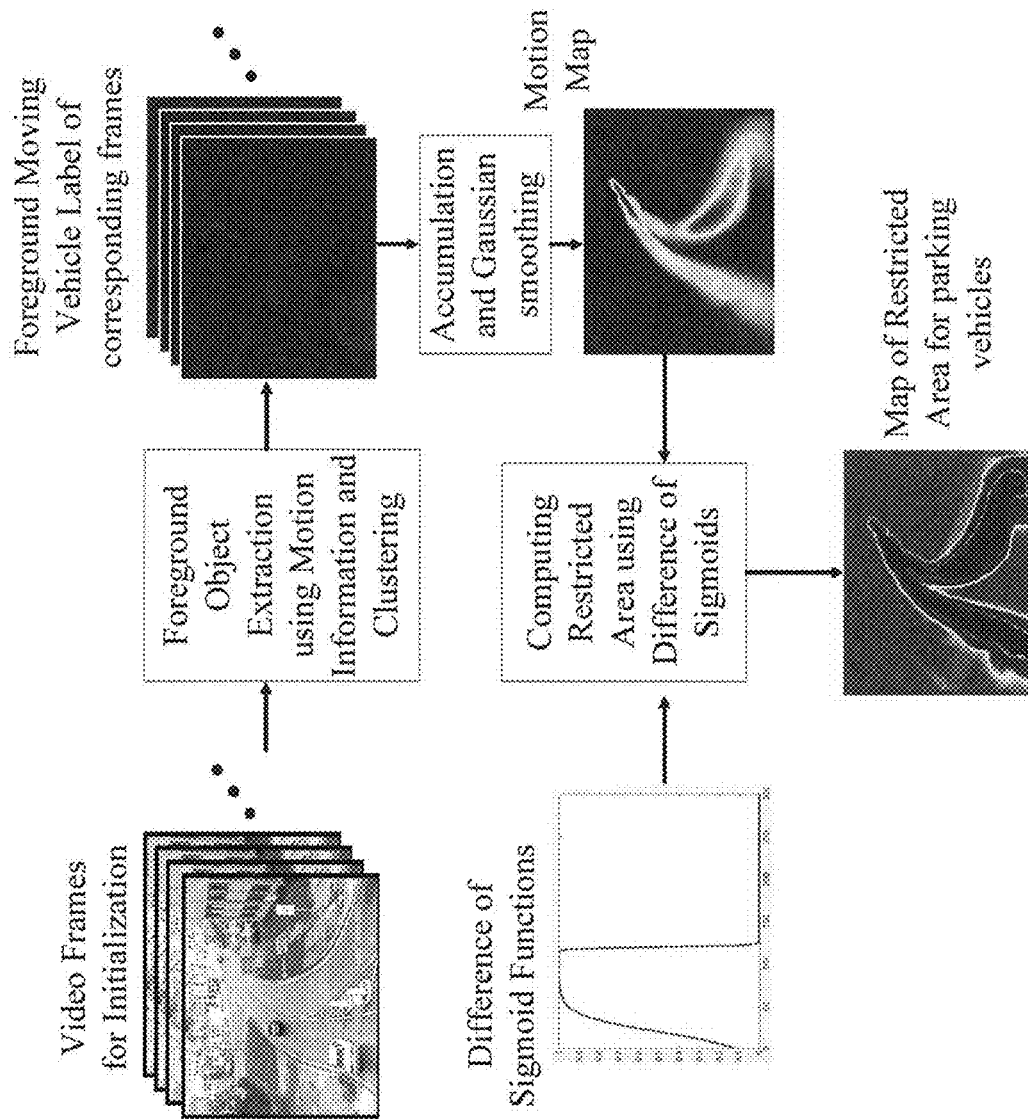 Video Frames
for Initialization
Foreground
Object
Extraction
using Motion
Information and
Clustering
Foreground Moving
Vehicle Label of
corresponding frames
Accumulation
and Gaussian
smoothing
Motion
Map
Difference of
Sigmoid Functions
Computing
Restricted
Area using
Difference of
Sigmoids
Map of Restricted
Area for parking
vehicles